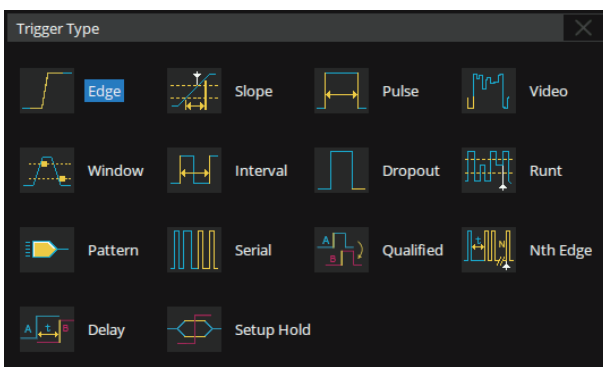 Trigger Type
Edge Slope Pulse Video
Window Interval Dropout Runt
Pattern Serial A B Qualified t N Nth Edge
A t B Delay Setup Hold